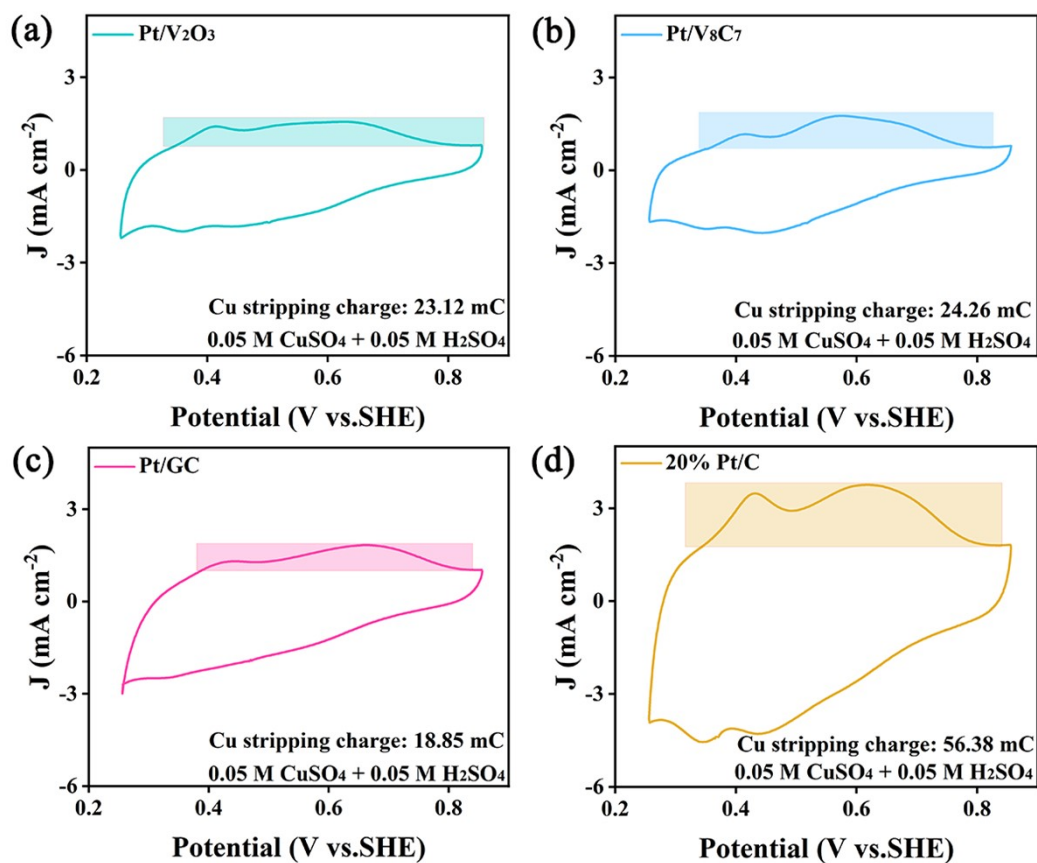 (a)
Pt/V₂O₃
J (mA cm⁻²)
3
0
-3
-6
Cu stripping charge: 23.12 mC
0.05 M CuSO₄ + 0.05 M H₂SO₄
0.2 0.4 0.6 0.8
Potential (V vs.SHE)
(b)
Pt/V₈C₇
J (mA cm⁻²)
3
0
-3
-6
Cu stripping charge: 24.26 mC
0.05 M CuSO₄ + 0.05 M H₂SO₄
0.2 0.4 0.6 0.8
Potential (V vs.SHE)
(c)
Pt/GC
J (mA cm⁻²)
3
0
-3
-6
Cu stripping charge: 18.85 mC
0.05 M CuSO₄ + 0.05 M H₂SO₄
0.2 0.4 0.6 0.8
Potential (V vs.SHE)
(d)
20% Pt/C
J (mA cm⁻²)
3
0
-3
-6
Cu stripping charge: 56.38 mC
0.05 M CuSO₄ + 0.05 M H₂SO₄
0.2 0.4 0.6 0.8
Potential (V vs.SHE)